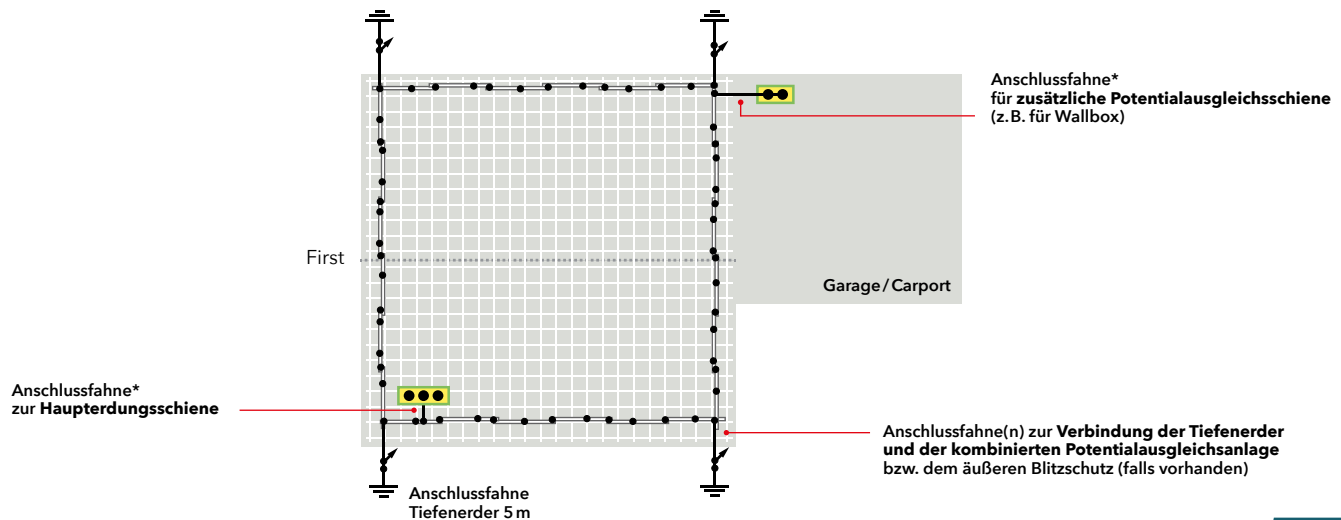 Anschlussfahne*
für zusätzliche Potentialausgleichsschiene
(z. B. für Wallbox)
First
Garage / Carport
Anschlussfahne*
zur Haupterdungsschiene
Anschlussfahne(n) zur Verbindung der Tiefenerder
und der kombinierten Potentialausgleichsanlage
bzw. dem äußeren Blitzschutz (falls vorhanden)
Anschlussfahne
Tiefenerder 5 m